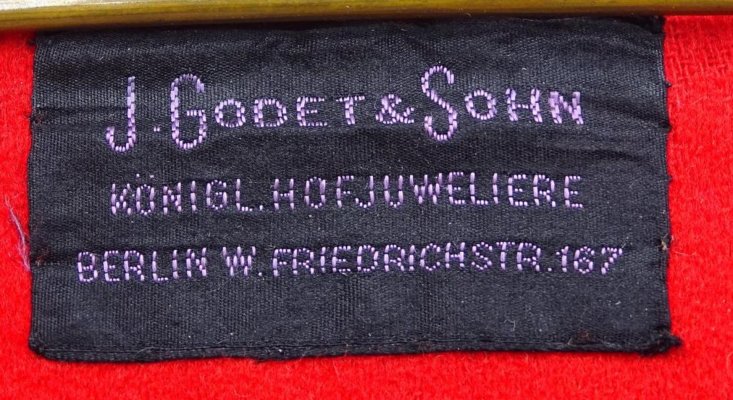 J. GODET & SOHN
KÖNIGL. HOFJUWELIERE
BERLIN W. FRIEDRICHSTR. 167